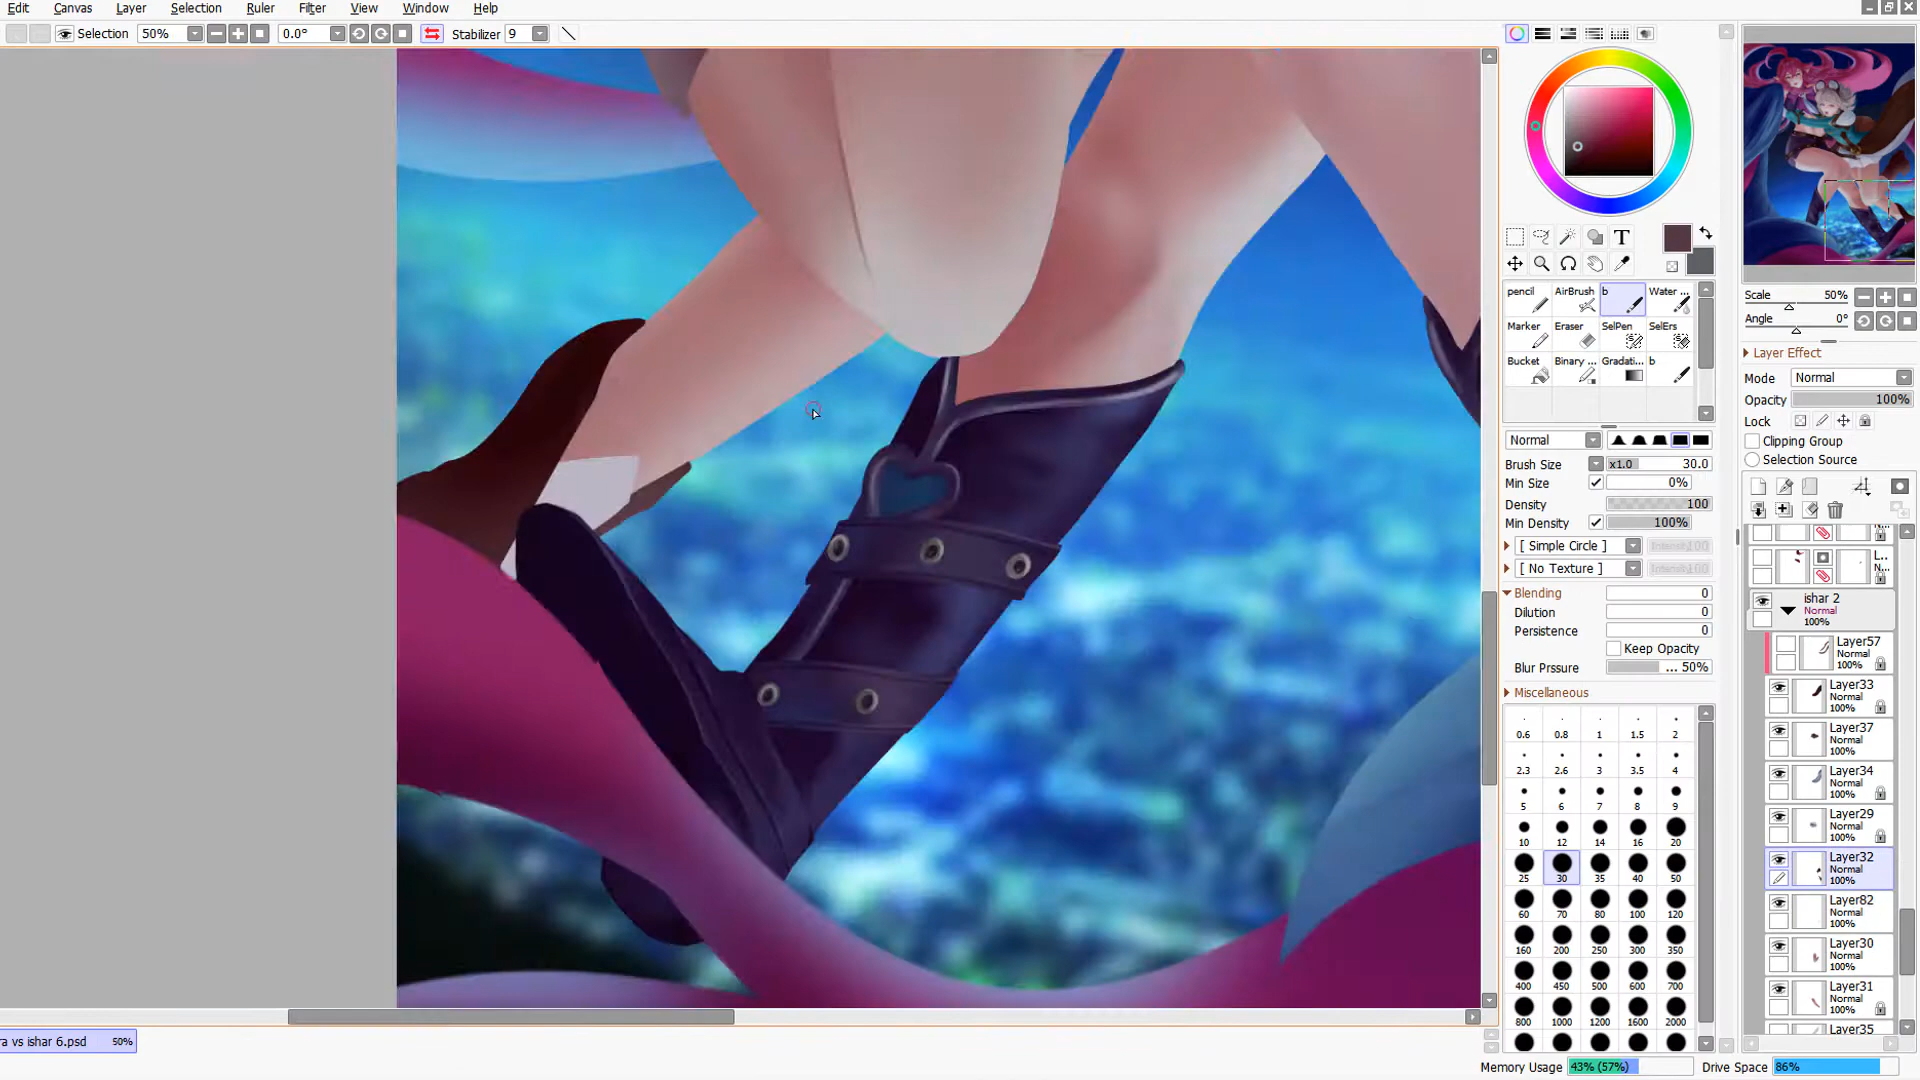 Edit Canvas Layer Selection Ruler Filter View Window Help
Selection 50% 0.0° Stabilizer 9
T
pencil AirBrush b Water ...
Marker Eraser SelPen SelErs
Bucket Binary ... Gradati... b
Normal
Brush Size x1.0 30.0
Min Size 0%
Density 100
Min Density 100%
[ Simple Circle ]
[ No Texture ]
Blending 0
Dilution 0
Persistence 0
Keep Opacity
Blur Prssure ... 50%
Miscellaneous
0.6 0.8 1 1.5 2
2.3 2.6 3 3.5 4
5 6 7 8 9
10 12 14 16 20
25 30 35 40 50
60 70 80 100 120
160 200 250 300 350
400 450 500 600 700
800 1000 1200 1600 2000
Scale 50%
Angle 0°
Layer Effect
Mode Normal
Opacity 100%
Lock
Clipping Group
Selection Source
L...
N...
ishar 2
Normal
100%
Layer57
Normal
100%
Layer33
Normal
100%
Layer37
Normal
100%
Layer34
Normal
100%
Layer29
Normal
100%
Layer32
Normal
100%
Layer82
Normal
100%
Layer30
Normal
100%
Layer31
Normal
100%
Layer35
ra vs ishar 6.psd 50%
Memory Usage 43% (57%) Drive Space 86%